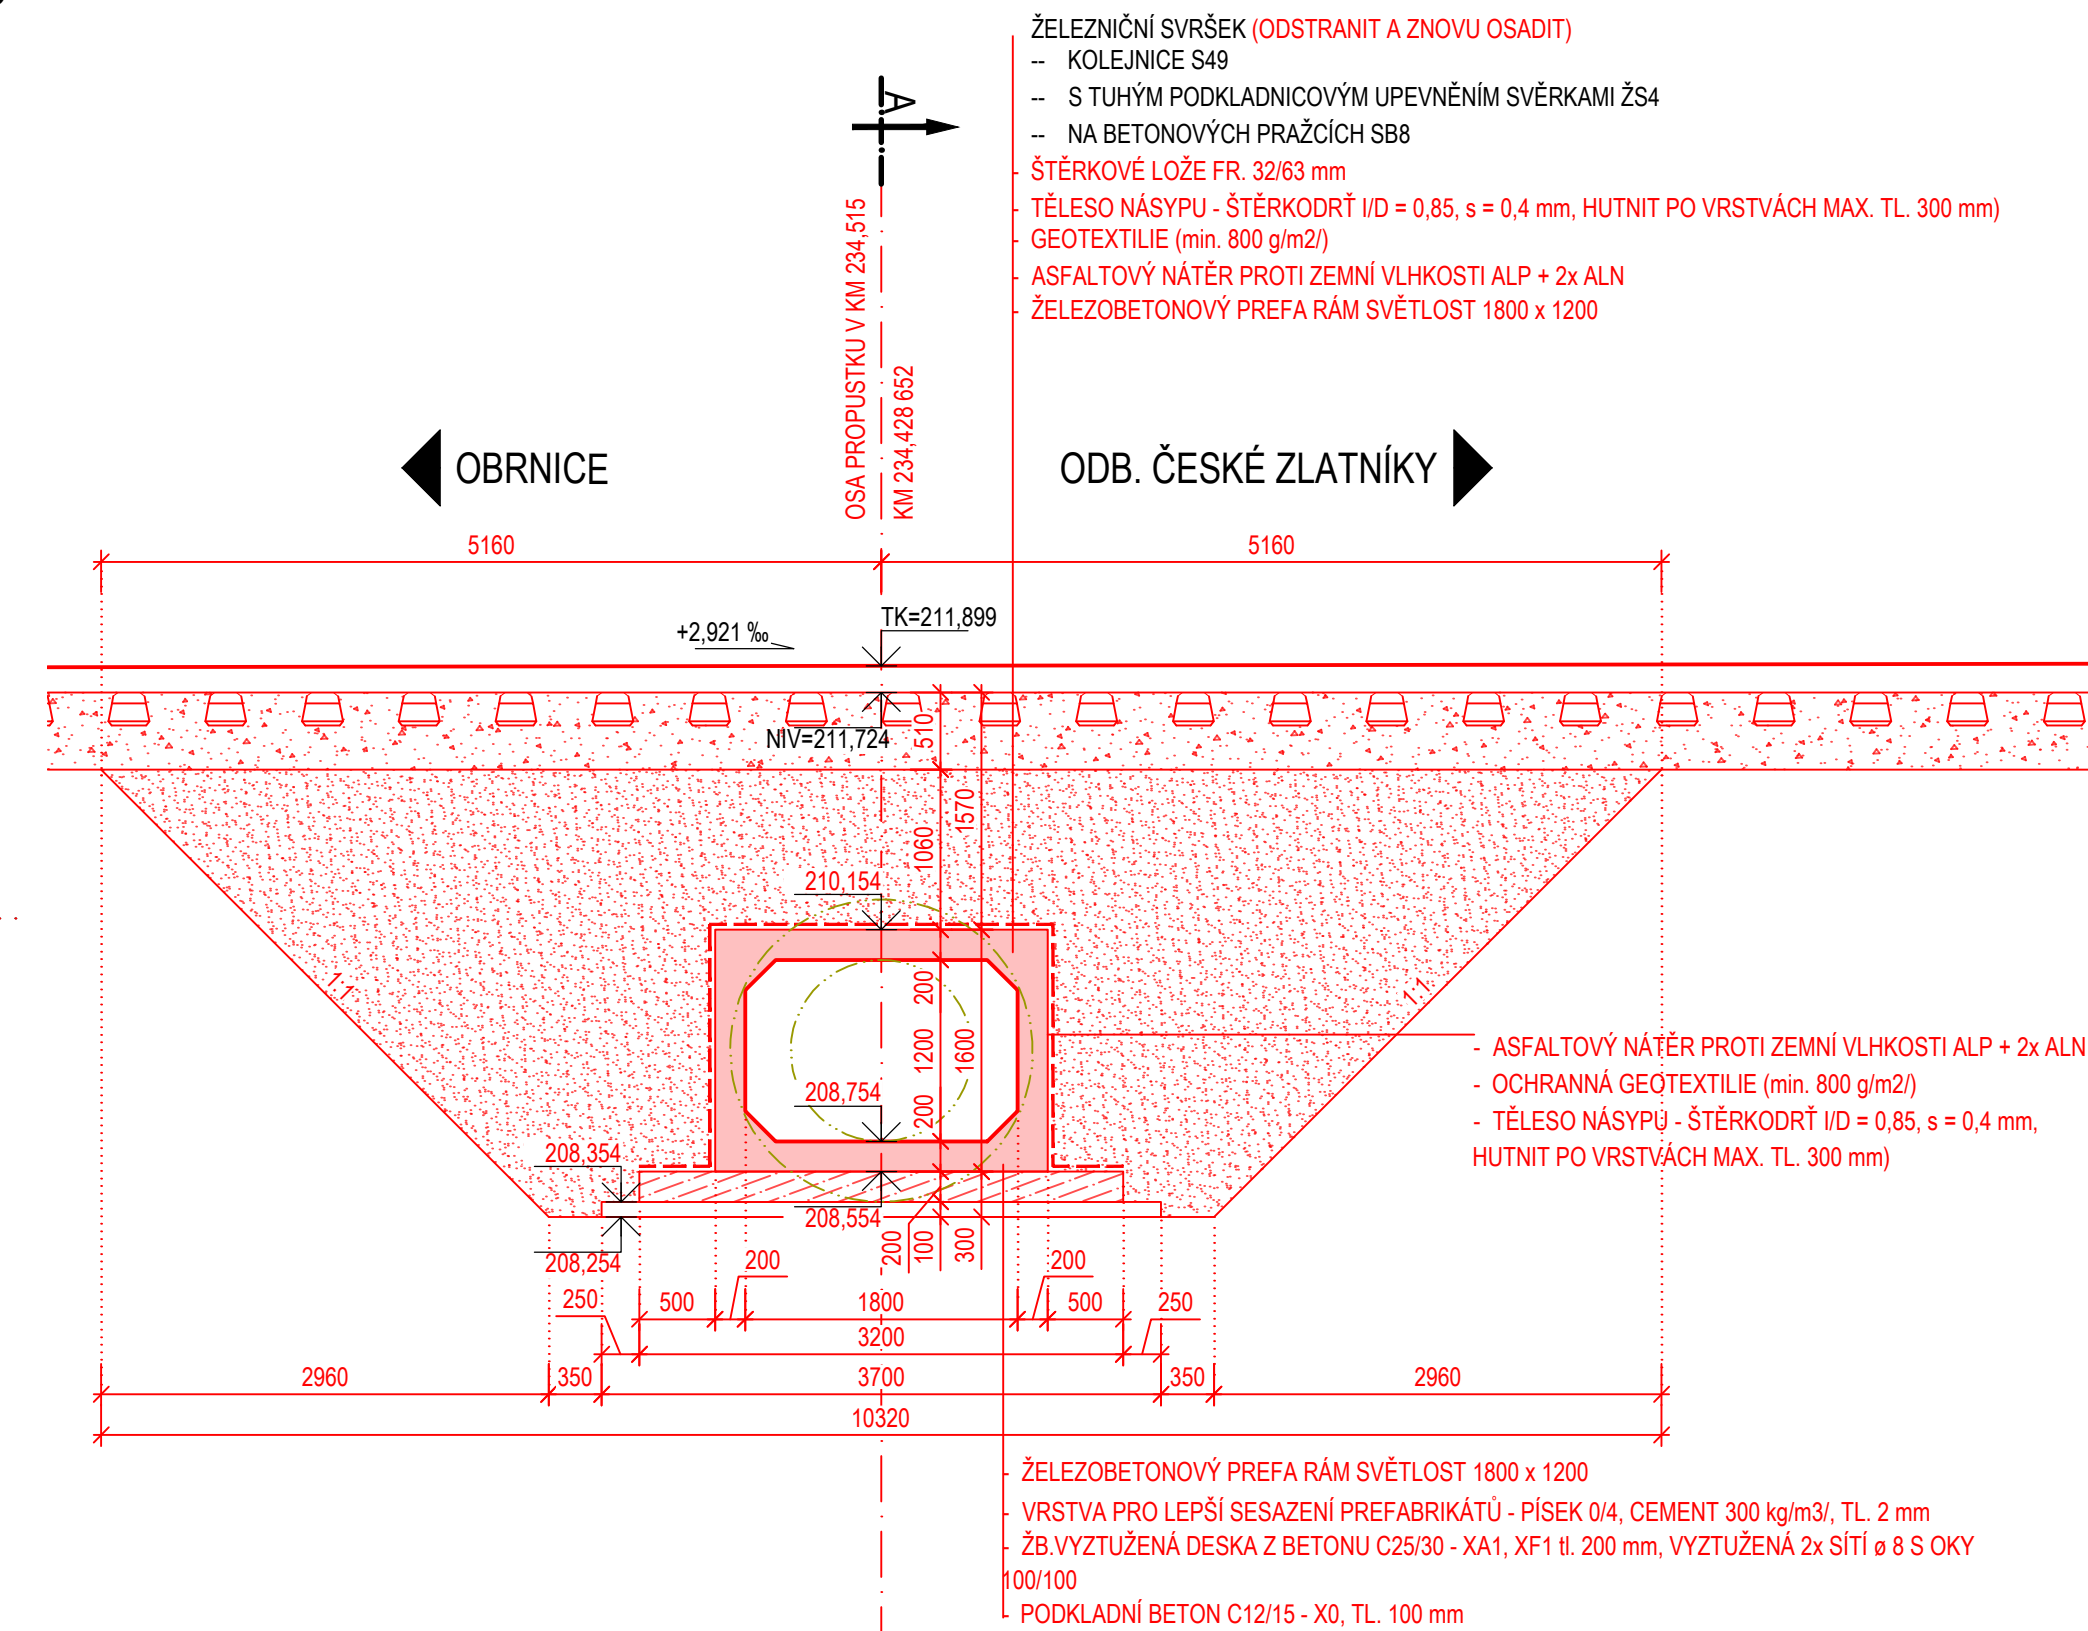 ŽELEZNIČNÍ SVRŠEK (ODSTRANIT A ZNOVU OSADIT)
-- KOLEJNICE S49
-- S TUHÝM PODKLADNICOVÝM UPEVNĚNÍM SVĚRKAMI ŽS4
-- NA BETONOVÝCH PRAŽCÍCH SB8
- ŠTĚRKOVÉ LOŽE FR. 32/63 mm
- TĚLESO NÁSYPU - ŠTĚRKODRŤ I/D = 0,85, s = 0,4 mm, HUTNIT PO VRSTVÁCH MAX. TL. 300 mm)
- GEOTEXTILIE (min. 800 g/m2/)
- ASFALTOVÝ NÁTĚR PROTI ZEMNÍ VLHKOSTI ALP + 2x ALN
- ŽELEZOBETONOVÝ PREFA RÁM SVĚTLOST 1800 x 1200
A
OSA PROPUSTKU V KM 234,515
KM 234,428 652
OBRNICE
ODB. ČESKÉ ZLATNÍKY
5160
5160
+2,921 ‰
TK=211,899
NIV=211,724
510
1570
1060
210,154
1:1
1:1
200
1200
1600
208,754
200
- ASFALTOVÝ NÁTĚR PROTI ZEMNÍ VLHKOSTI ALP + 2x ALN
- OCHRANNÁ GEOTEXTILIE (min. 800 g/m2/)
- TĚLESO NÁSYPU - ŠTĚRKODRŤ I/D = 0,85, s = 0,4 mm,
HUTNIT PO VRSTVÁCH MAX. TL. 300 mm)
208,354
208,554
208,254
200
100
300
200
200
250
500
1800
500
250
3200
2960
350
3700
350
2960
10320
- ŽELEZOBETONOVÝ PREFA RÁM SVĚTLOST 1800 x 1200
- VRSTVA PRO LEPŠÍ SESAZENÍ PREFABRIKÁTŮ - PÍSEK 0/4, CEMENT 300 kg/m3/, TL. 2 mm
- ŽB.VYZTUŽENÁ DESKA Z BETONU C25/30 - XA1, XF1 tl. 200 mm, VYZTUŽENÁ 2x SÍTÍ ø 8 S OKY
100/100
- PODKLADNÍ BETON C12/15 - X0, TL. 100 mm